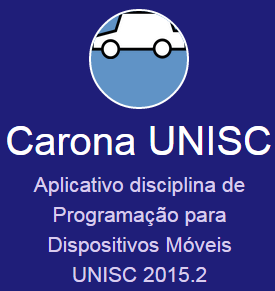 Carona UNISC
Aplicativo disciplina de
Programação para
Dispositivos Móveis
UNISC 2015.2